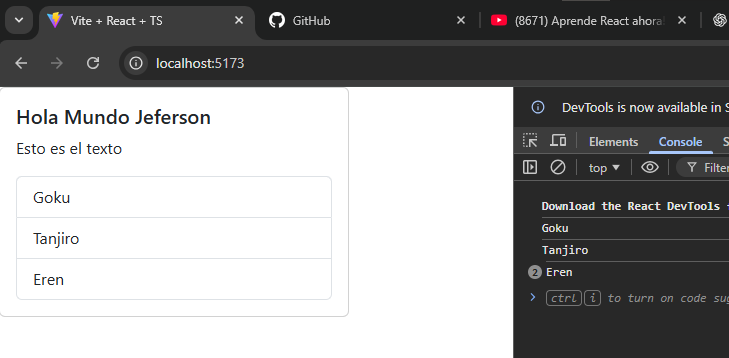 Vite + React + TS
GitHub
(8671) Aprende React ahora
localhost:5173
Hola Mundo Jeferson
Esto es el texto
Goku
Tanjiro
Eren
DevTools is now available in
Elements Console
top Filter
Download the React DevTools
Goku
Tanjiro
2 Eren
ctrl i to turn on code